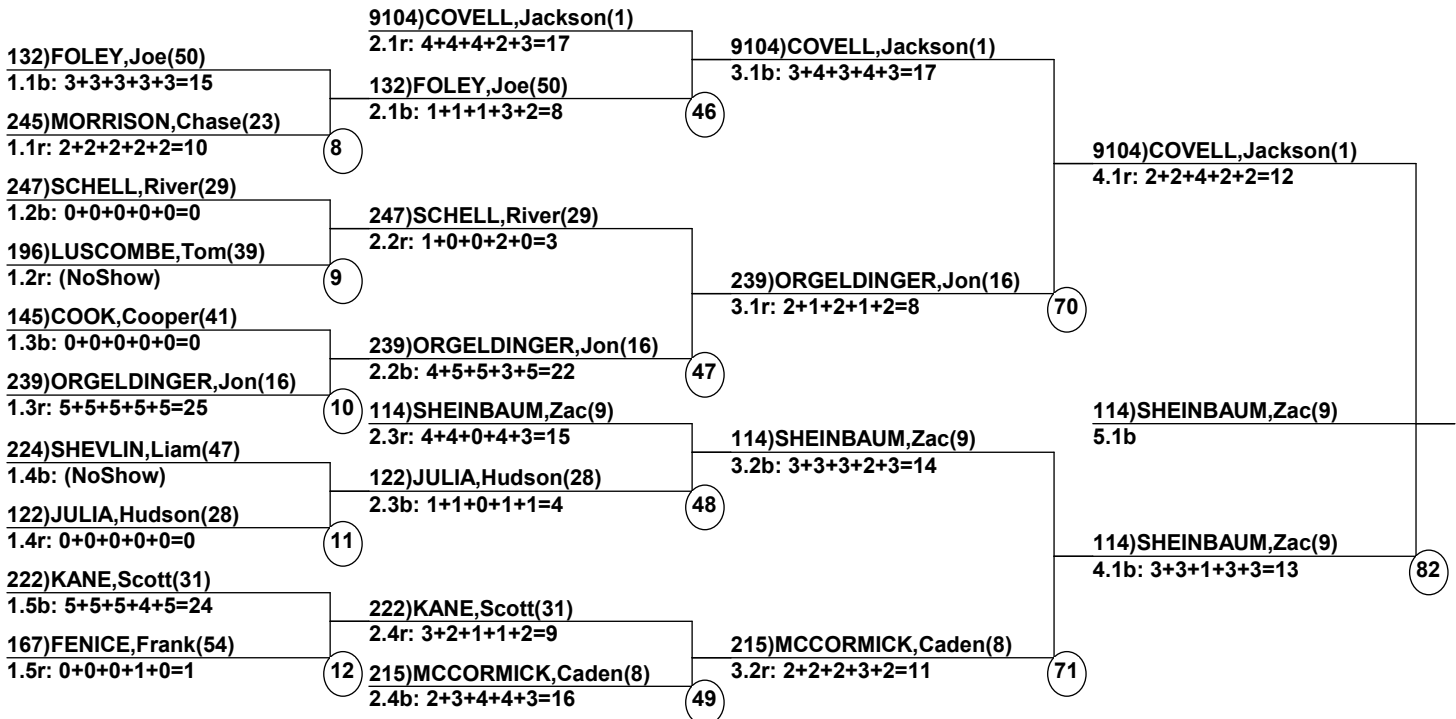 132)FOLEY,Joe(50)
1.1b: 3+3+3+3+3=15
245)MORRISON,Chase(23)
1.1r: 2+2+2+2+2=10
8
247)SCHELL,River(29)
1.2b: 0+0+0+0+0=0
196)LUSCOMBE,Tom(39)
1.2r: (NoShow)
9
145)COOK,Cooper(41)
1.3b: 0+0+0+0+0=0
239)ORGELDINGER,Jon(16)
1.3r: 5+5+5+5+5=25
10
224)SHEVLIN,Liam(47)
1.4b: (NoShow)
122)JULIA,Hudson(28)
1.4r: 0+0+0+0+0=0
11
222)KANE,Scott(31)
1.5b: 5+5+5+4+5=24
167)FENICE,Frank(54)
1.5r: 0+0+0+1+0=1
12
9104)COVELL,Jackson(1)
2.1r: 4+4+4+2+3=17
132)FOLEY,Joe(50)
2.1b: 1+1+1+3+2=8
46
247)SCHELL,River(29)
2.2r: 1+0+0+2+0=3
239)ORGELDINGER,Jon(16)
2.2b: 4+5+5+3+5=22
47
114)SHEINBAUM,Zac(9)
2.3r: 4+4+0+4+3=15
122)JULIA,Hudson(28)
2.3b: 1+1+0+1+1=4
48
222)KANE,Scott(31)
2.4r: 3+2+1+1+2=9
215)MCCORMICK,Caden(8)
2.4b: 2+3+4+4+3=16
49
9104)COVELL,Jackson(1)
3.1b: 3+4+3+4+3=17
239)ORGELDINGER,Jon(16)
3.1r: 2+1+2+1+2=8
70
114)SHEINBAUM,Zac(9)
3.2b: 3+3+3+2+3=14
215)MCCORMICK,Caden(8)
3.2r: 2+2+2+3+2=11
71
9104)COVELL,Jackson(1)
4.1r: 2+2+4+2+2=12
114)SHEINBAUM,Zac(9)
4.1b: 3+3+1+3+3=13
82
114)SHEINBAUM,Zac(9)
5.1b